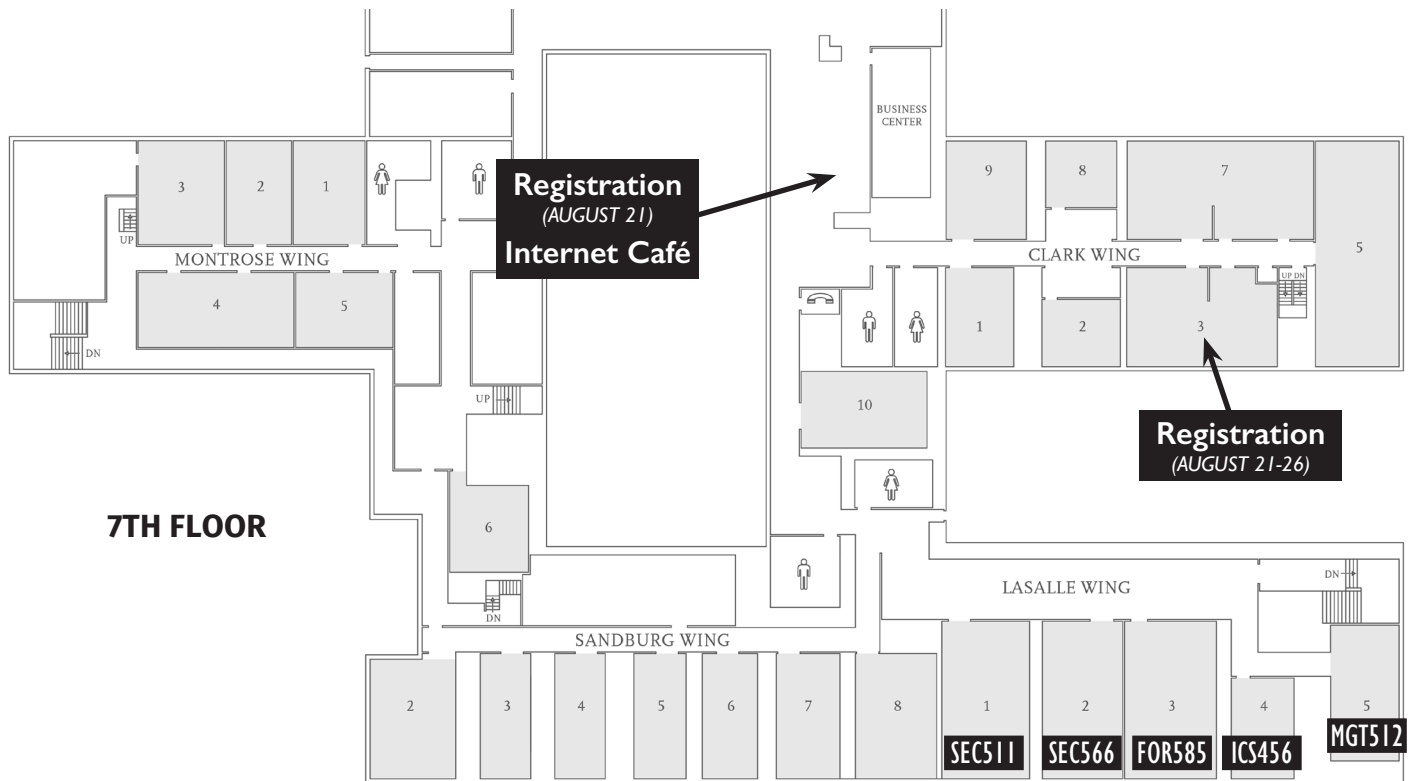 BUSINESS
CENTER
3
2
1
9
8
7
5
Registration
(AUGUST 21)
Internet Café
UP
MONTROSE WING
CLARK WING
UP DN
4
5
1
2
3
DN
UP
10
Registration
(AUGUST 21-26)
7TH FLOOR
6
DN
LASALLE WING
DN
SANDBURG WING
2
3
4
5
6
7
8
1
2
3
4
5
SEC511
SEC566
FOR585
ICS456
MGT512